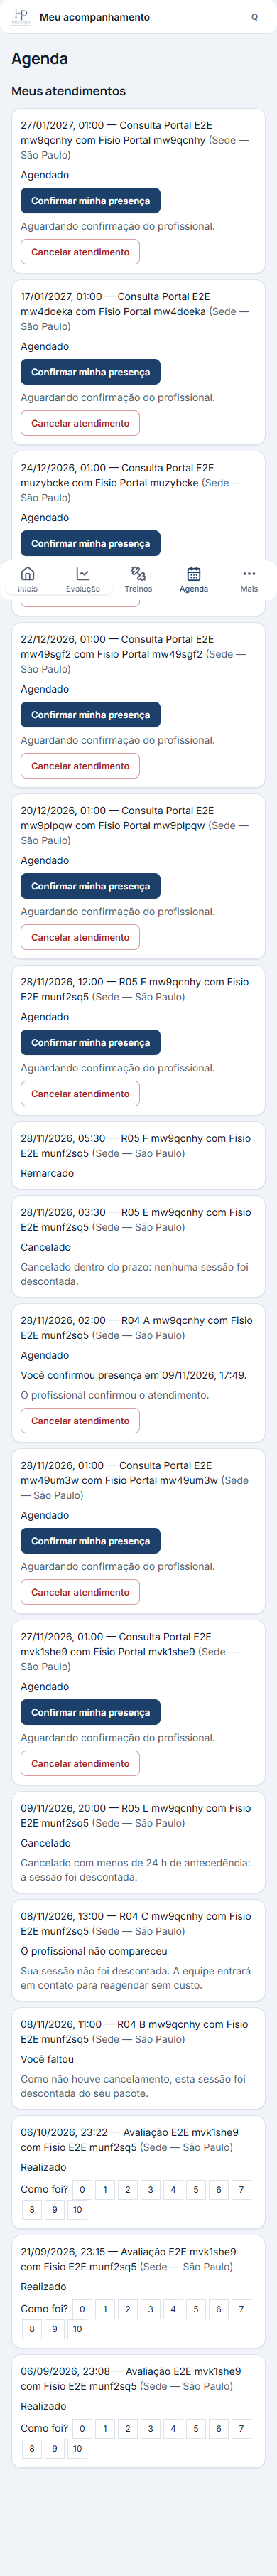 HP
Meu acompanhamento
Q
Agenda
Meus atendimentos
27/01/2027, 01:00 — Consulta Portal E2E
mw9qcnhy com Fisio Portal mw9qcnhy (Sede —
São Paulo)
Agendado
Confirmar minha presença
Aguardando confirmação do profissional.
Cancelar atendimento
17/01/2027, 01:00 — Consulta Portal E2E
mw4doeka com Fisio Portal mw4doeka (Sede —
São Paulo)
Agendado
Confirmar minha presença
Aguardando confirmação do profissional.
Cancelar atendimento
24/12/2026, 01:00 — Consulta Portal E2E
muzybcke com Fisio Portal muzybcke (Sede —
São Paulo)
Agendado
Confirmar minha presença
Início Evolução Treinos Agenda Mais
22/12/2026, 01:00 — Consulta Portal E2E
mw49sgf2 com Fisio Portal mw49sgf2 (Sede —
São Paulo)
Agendado
Confirmar minha presença
Aguardando confirmação do profissional.
Cancelar atendimento
20/12/2026, 01:00 — Consulta Portal E2E
mw9plpqw com Fisio Portal mw9plpqw (Sede —
São Paulo)
Agendado
Confirmar minha presença
Aguardando confirmação do profissional.
Cancelar atendimento
28/11/2026, 12:00 — R05 F mw9qcnhy com Fisio
E2E munf2sq5 (Sede — São Paulo)
Agendado
Confirmar minha presença
Aguardando confirmação do profissional.
Cancelar atendimento
28/11/2026, 05:30 — R05 F mw9qcnhy com Fisio
E2E munf2sq5 (Sede — São Paulo)
Remarcado
28/11/2026, 03:30 — R05 E mw9qcnhy com Fisio
E2E munf2sq5 (Sede — São Paulo)
Cancelado
Cancelado dentro do prazo: nenhuma sessão foi
descontada.
28/11/2026, 02:00 — R04 A mw9qcnhy com Fisio
E2E munf2sq5 (Sede — São Paulo)
Agendado
Você confirmou presença em 09/11/2026, 17:49.
O profissional confirmou o atendimento.
Cancelar atendimento
28/11/2026, 01:00 — Consulta Portal E2E
mw49um3w com Fisio Portal mw49um3w (Sede
— São Paulo)
Agendado
Confirmar minha presença
Aguardando confirmação do profissional.
Cancelar atendimento
27/11/2026, 01:00 — Consulta Portal E2E
mvk1she9 com Fisio Portal mvk1she9 (Sede —
São Paulo)
Agendado
Confirmar minha presença
Aguardando confirmação do profissional.
Cancelar atendimento
09/11/2026, 20:00 — R05 L mw9qcnhy com Fisio
E2E munf2sq5 (Sede — São Paulo)
Cancelado
Cancelado com menos de 24 h de antecedência:
a sessão foi descontada.
08/11/2026, 13:00 — R04 C mw9qcnhy com Fisio
E2E munf2sq5 (Sede — São Paulo)
O profissional não compareceu
Sua sessão não foi descontada. A equipe entrará
em contato para reagendar sem custo.
08/11/2026, 11:00 — R04 B mw9qcnhy com Fisio
E2E munf2sq5 (Sede — São Paulo)
Você faltou
Como não houve cancelamento, esta sessão foi
descontada do seu pacote.
06/10/2026, 23:22 — Avaliação E2E mvk1she9
com Fisio E2E munf2sq5 (Sede — São Paulo)
Realizado
Como foi? 0 1 2 3 4 5 6 7
8 9 10
21/09/2026, 23:15 — Avaliação E2E mvk1she9
com Fisio E2E munf2sq5 (Sede — São Paulo)
Realizado
Como foi? 0 1 2 3 4 5 6 7
8 9 10
06/09/2026, 23:08 — Avaliação E2E mvk1she9
com Fisio E2E munf2sq5 (Sede — São Paulo)
Realizado
Como foi? 0 1 2 3 4 5 6 7
8 9 10